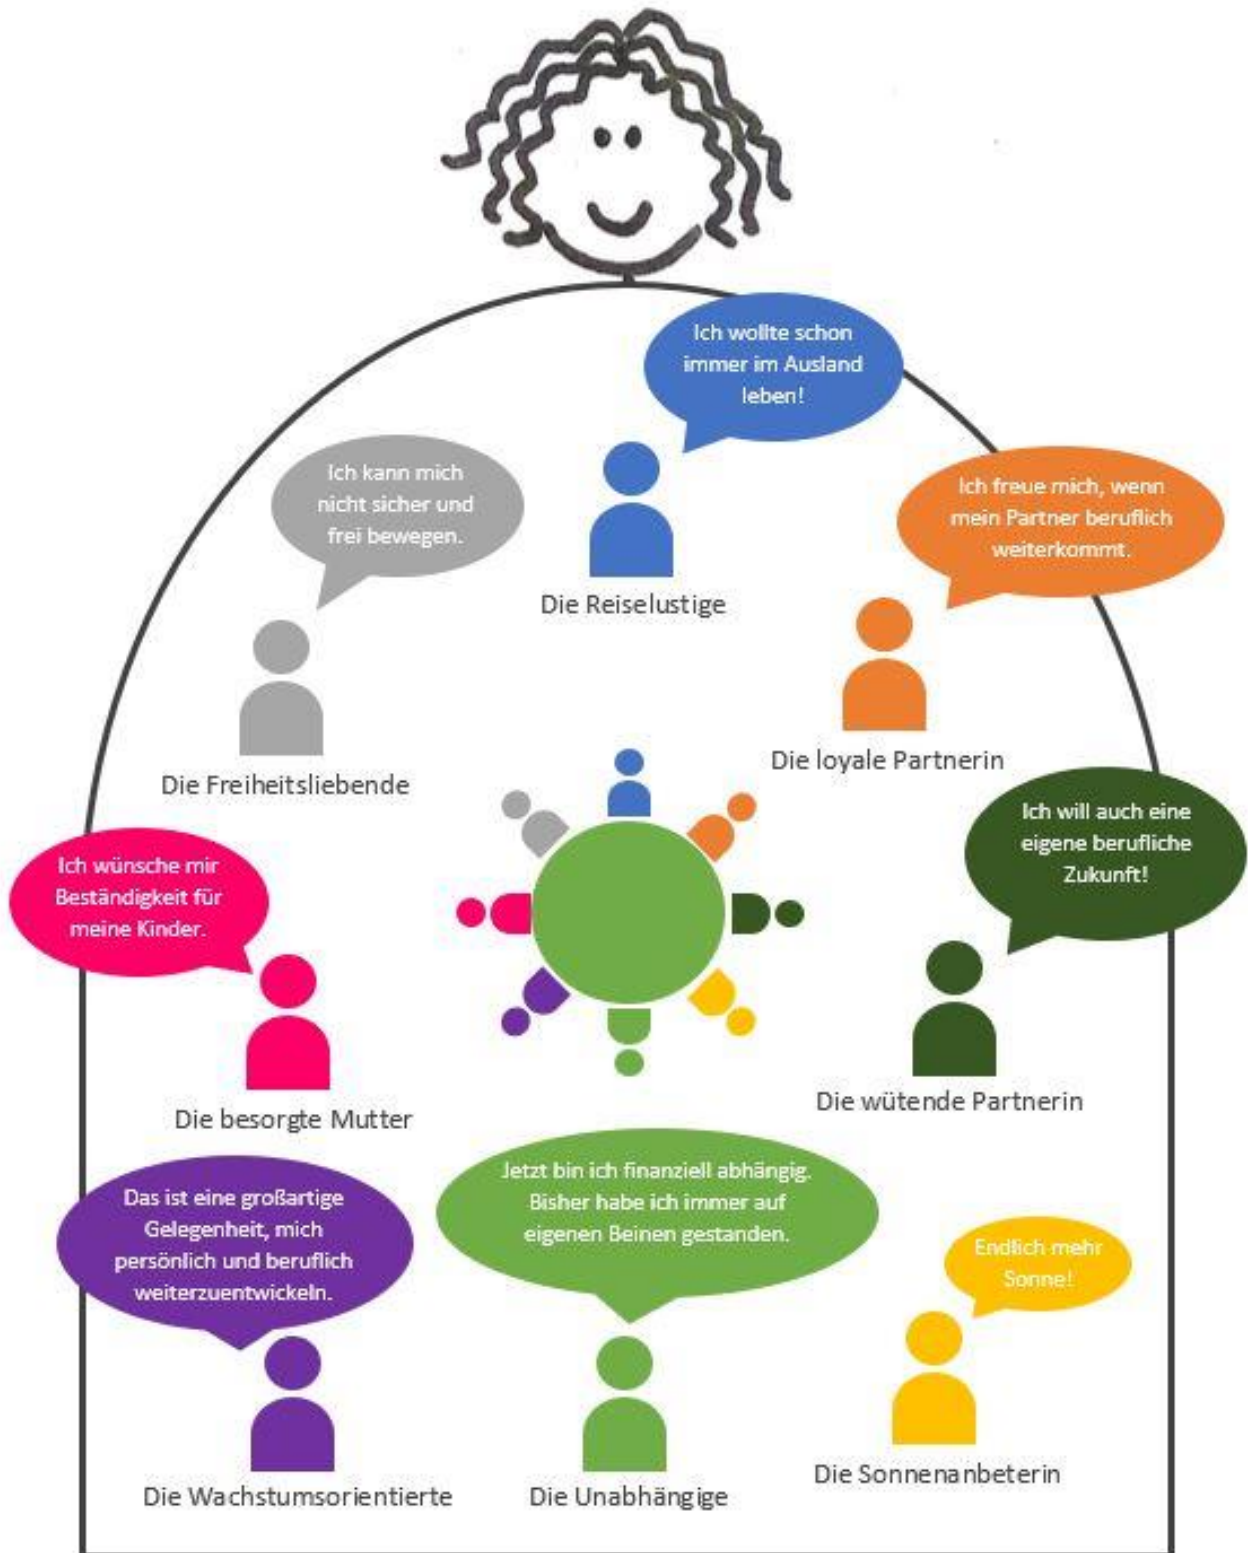 Ich wollte schon
immer im Ausland
leben!
Die Reiselustige
Ich kann mich
nicht sicher und
frei bewegen.
Die Freiheitsliebende
Ich freue mich, wenn
mein Partner beruflich
weiterkommt.
Die loyale Partnerin
Ich will auch eine
eigene berufliche
Zukunft!
Die wütende Partnerin
Ich wünsche mir
Beständigkeit für
meine Kinder.
Die besorgte Mutter
Das ist eine großartige
Gelegenheit, mich
persönlich und beruflich
weiterzuentwickeln.
Die Wachstumsorientierte
Jetzt bin ich finanziell abhängig.
Bisher habe ich immer auf
eigenen Beinen gestanden.
Die Unabhängige
Endlich mehr
Sonne!
Die Sonnenanbeterin